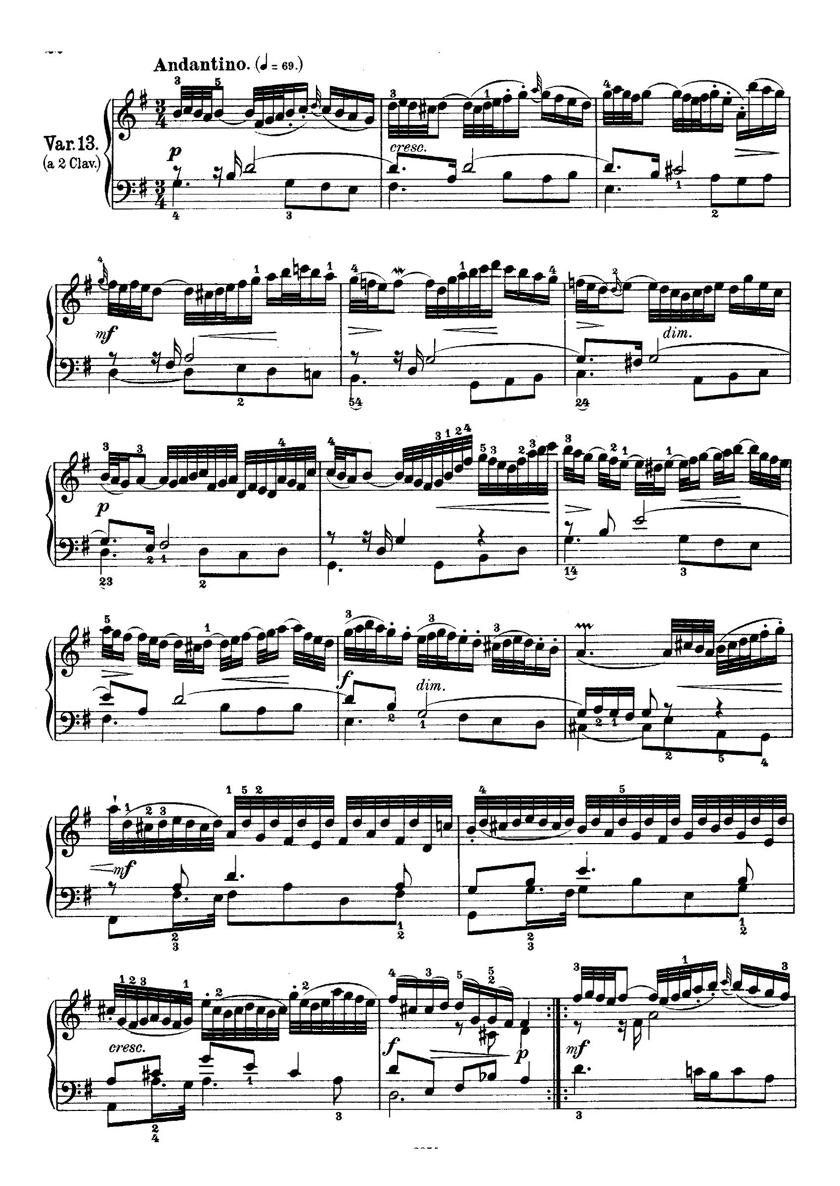 Andantino. (♩ = 69.)
Var. 13.
(a 2 Clav.)
p
cresc.
mf
dim.
p
f
dim.
mf
cresc.
f
p
mf